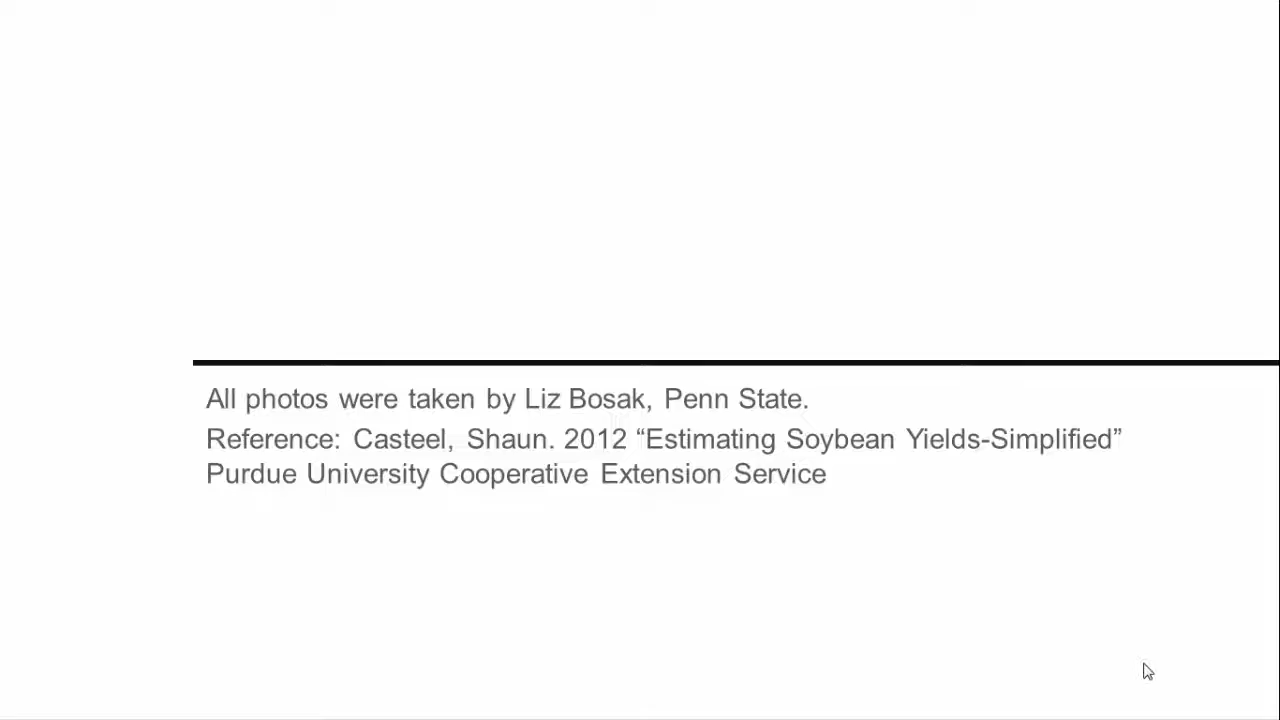 All photos were taken by Liz Bosak, Penn State.
Reference: Casteel, Shaun. 2012 “Estimating Soybean Yields-Simplified”
Purdue University Cooperative Extension Service